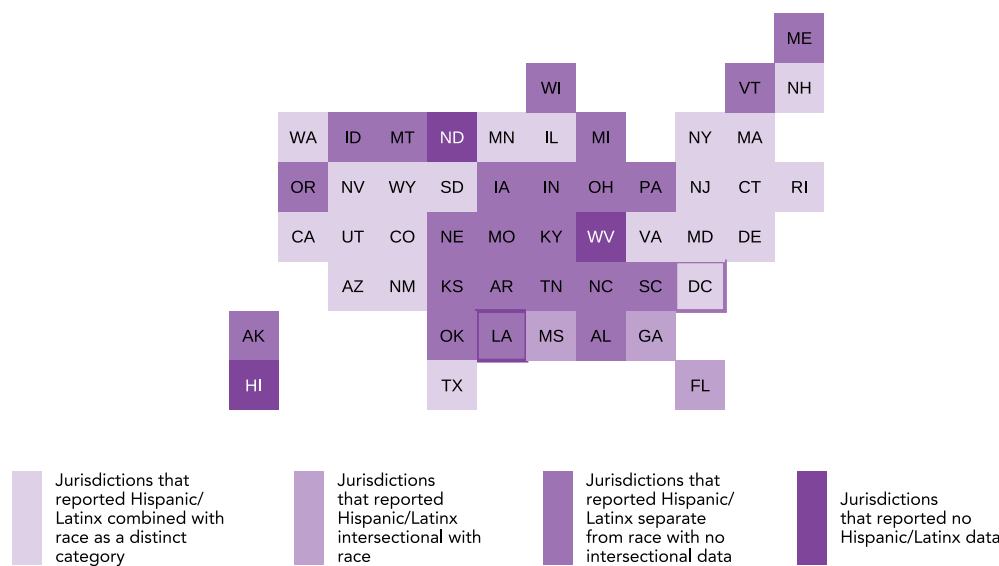 ME
WI VT NH
WA ID MT ND MN IL MI NY MA
OR NV WY SD IA IN OH PA NJ CT RI
CA UT CO NE MO KY WV VA MD DE
AZ NM KS AR TN NC SC DC
AK OK LA MS AL GA
HI TX FL
Jurisdictions that
reported Hispanic/
Latinx combined with
race as a distinct
category
Jurisdictions
that reported
Hispanic/Latinx
intersectional with
race
Jurisdictions that
reported Hispanic/
Latinx separate
from race with no
intersectional data
Jurisdictions
that reported no
Hispanic/Latinx data